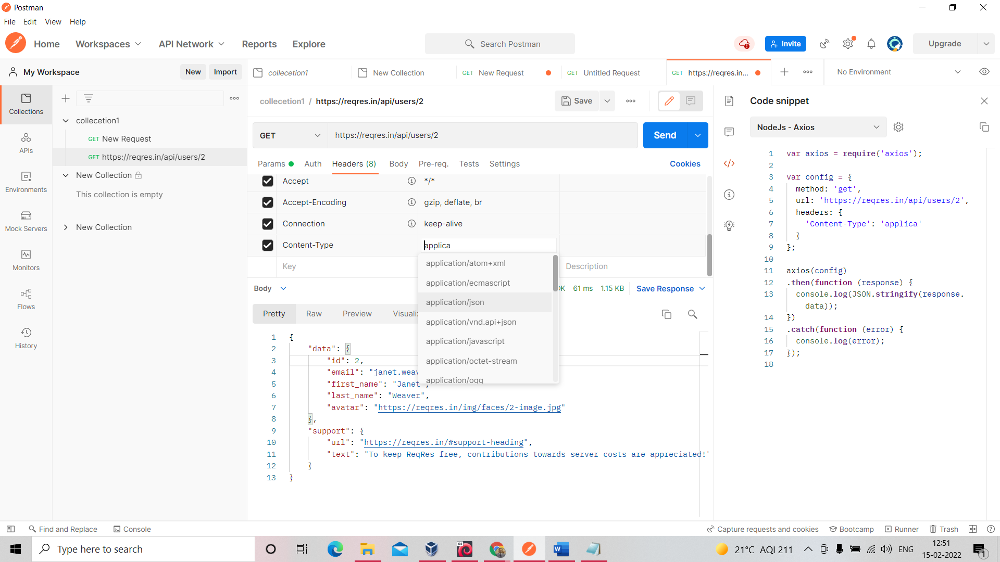 Postman
File Edit View Help
Home Workspaces API Network Reports Explore
Search Postman
Invite
Upgrade
My Workspace
New Import
collecetion1
New Collection
GET New Request
GET Untitled Request
GET https://reqres.in...
No Environment
Collections
APIs
Environments
Mock Servers
Monitors
Flows
History
collecetion1
GET New Request
GET https://reqres.in/api/users/2
New Collection
This collection is empty
New Collection
collecetion1 / https://reqres.in/api/users/2
Save
GET https://reqres.in/api/users/2
Send
Params Auth Headers (8) Body Pre-req. Tests Settings Cookies
Accept */*
Accept-Encoding gzip, deflate, br
Connection keep-alive
Content-Type applica
Key Description
application/atom+xml
application/ecmascript
application/json
application/vnd.api+json
application/javascript
application/octet-stream
application/ogg
Body 61 ms 1.15 KB Save Response
Pretty Raw Preview
1 {
2 "data": {
3 "id": 2,
4 "email": "janet.weav
5 "first_name": "Janet",
6 "last_name": "Weaver",
7 "avatar": "https://reqres.in/img/faces/2-image.jpg"
8 },
9 "support": {
10 "url": "https://reqres.in/#support-heading",
11 "text": "To keep ReqRes free, contributions towards server costs are appreciated!"
12 }
13 }
Code snippet
NodeJs - Axios
1 var axios = require('axios');
2
3 var config = {
4 method: 'get',
5 url: 'https://reqres.in/api/users/2',
6 headers: {
7 'Content-Type': 'applica'
8 }
9 };
10
11 axios(config)
12 .then(function (response) {
13 console.log(JSON.stringify(response.
data));
14 })
15 .catch(function (error) {
16 console.log(error);
17 });
18
Find and Replace Console
Capture requests and cookies Bootcamp Runner Trash
Type here to search
64
21°C AQI 211
ENG
12:51
15-02-2022
1